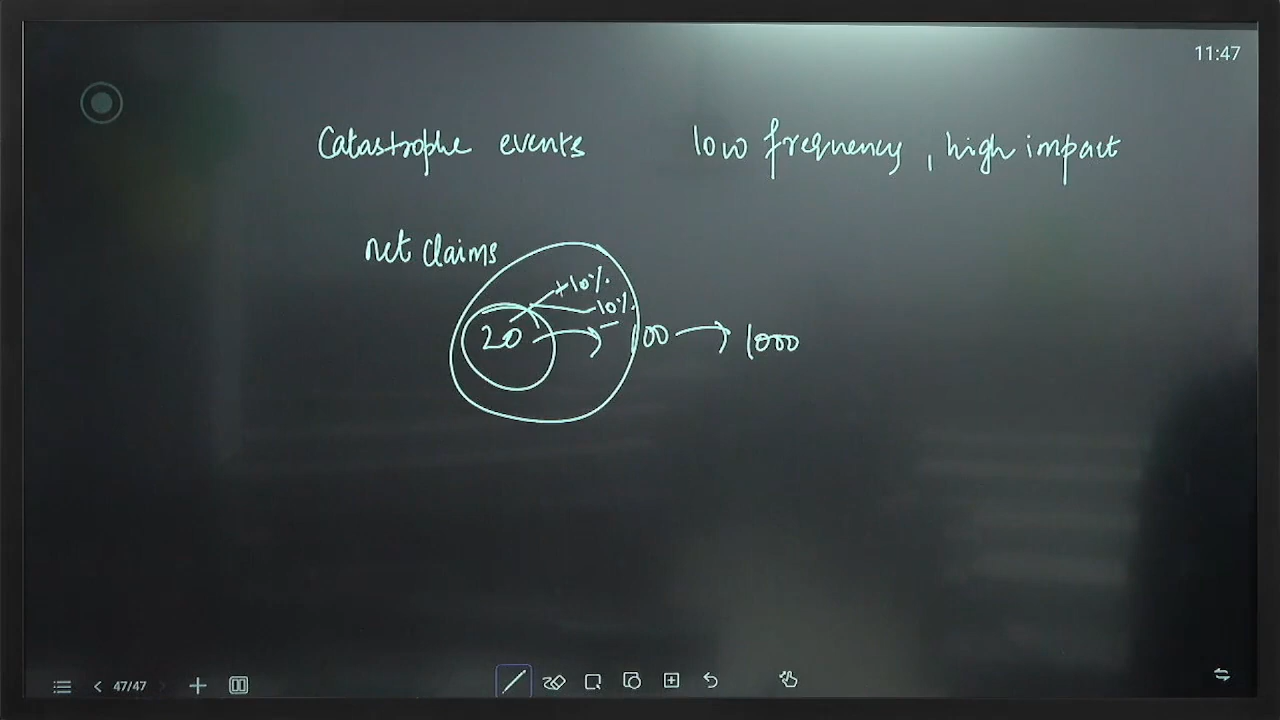 11:47
Catastrophe events low frequency, high impact
net claims
+10%.
-10%.
20 → 100 → 1000
47/47